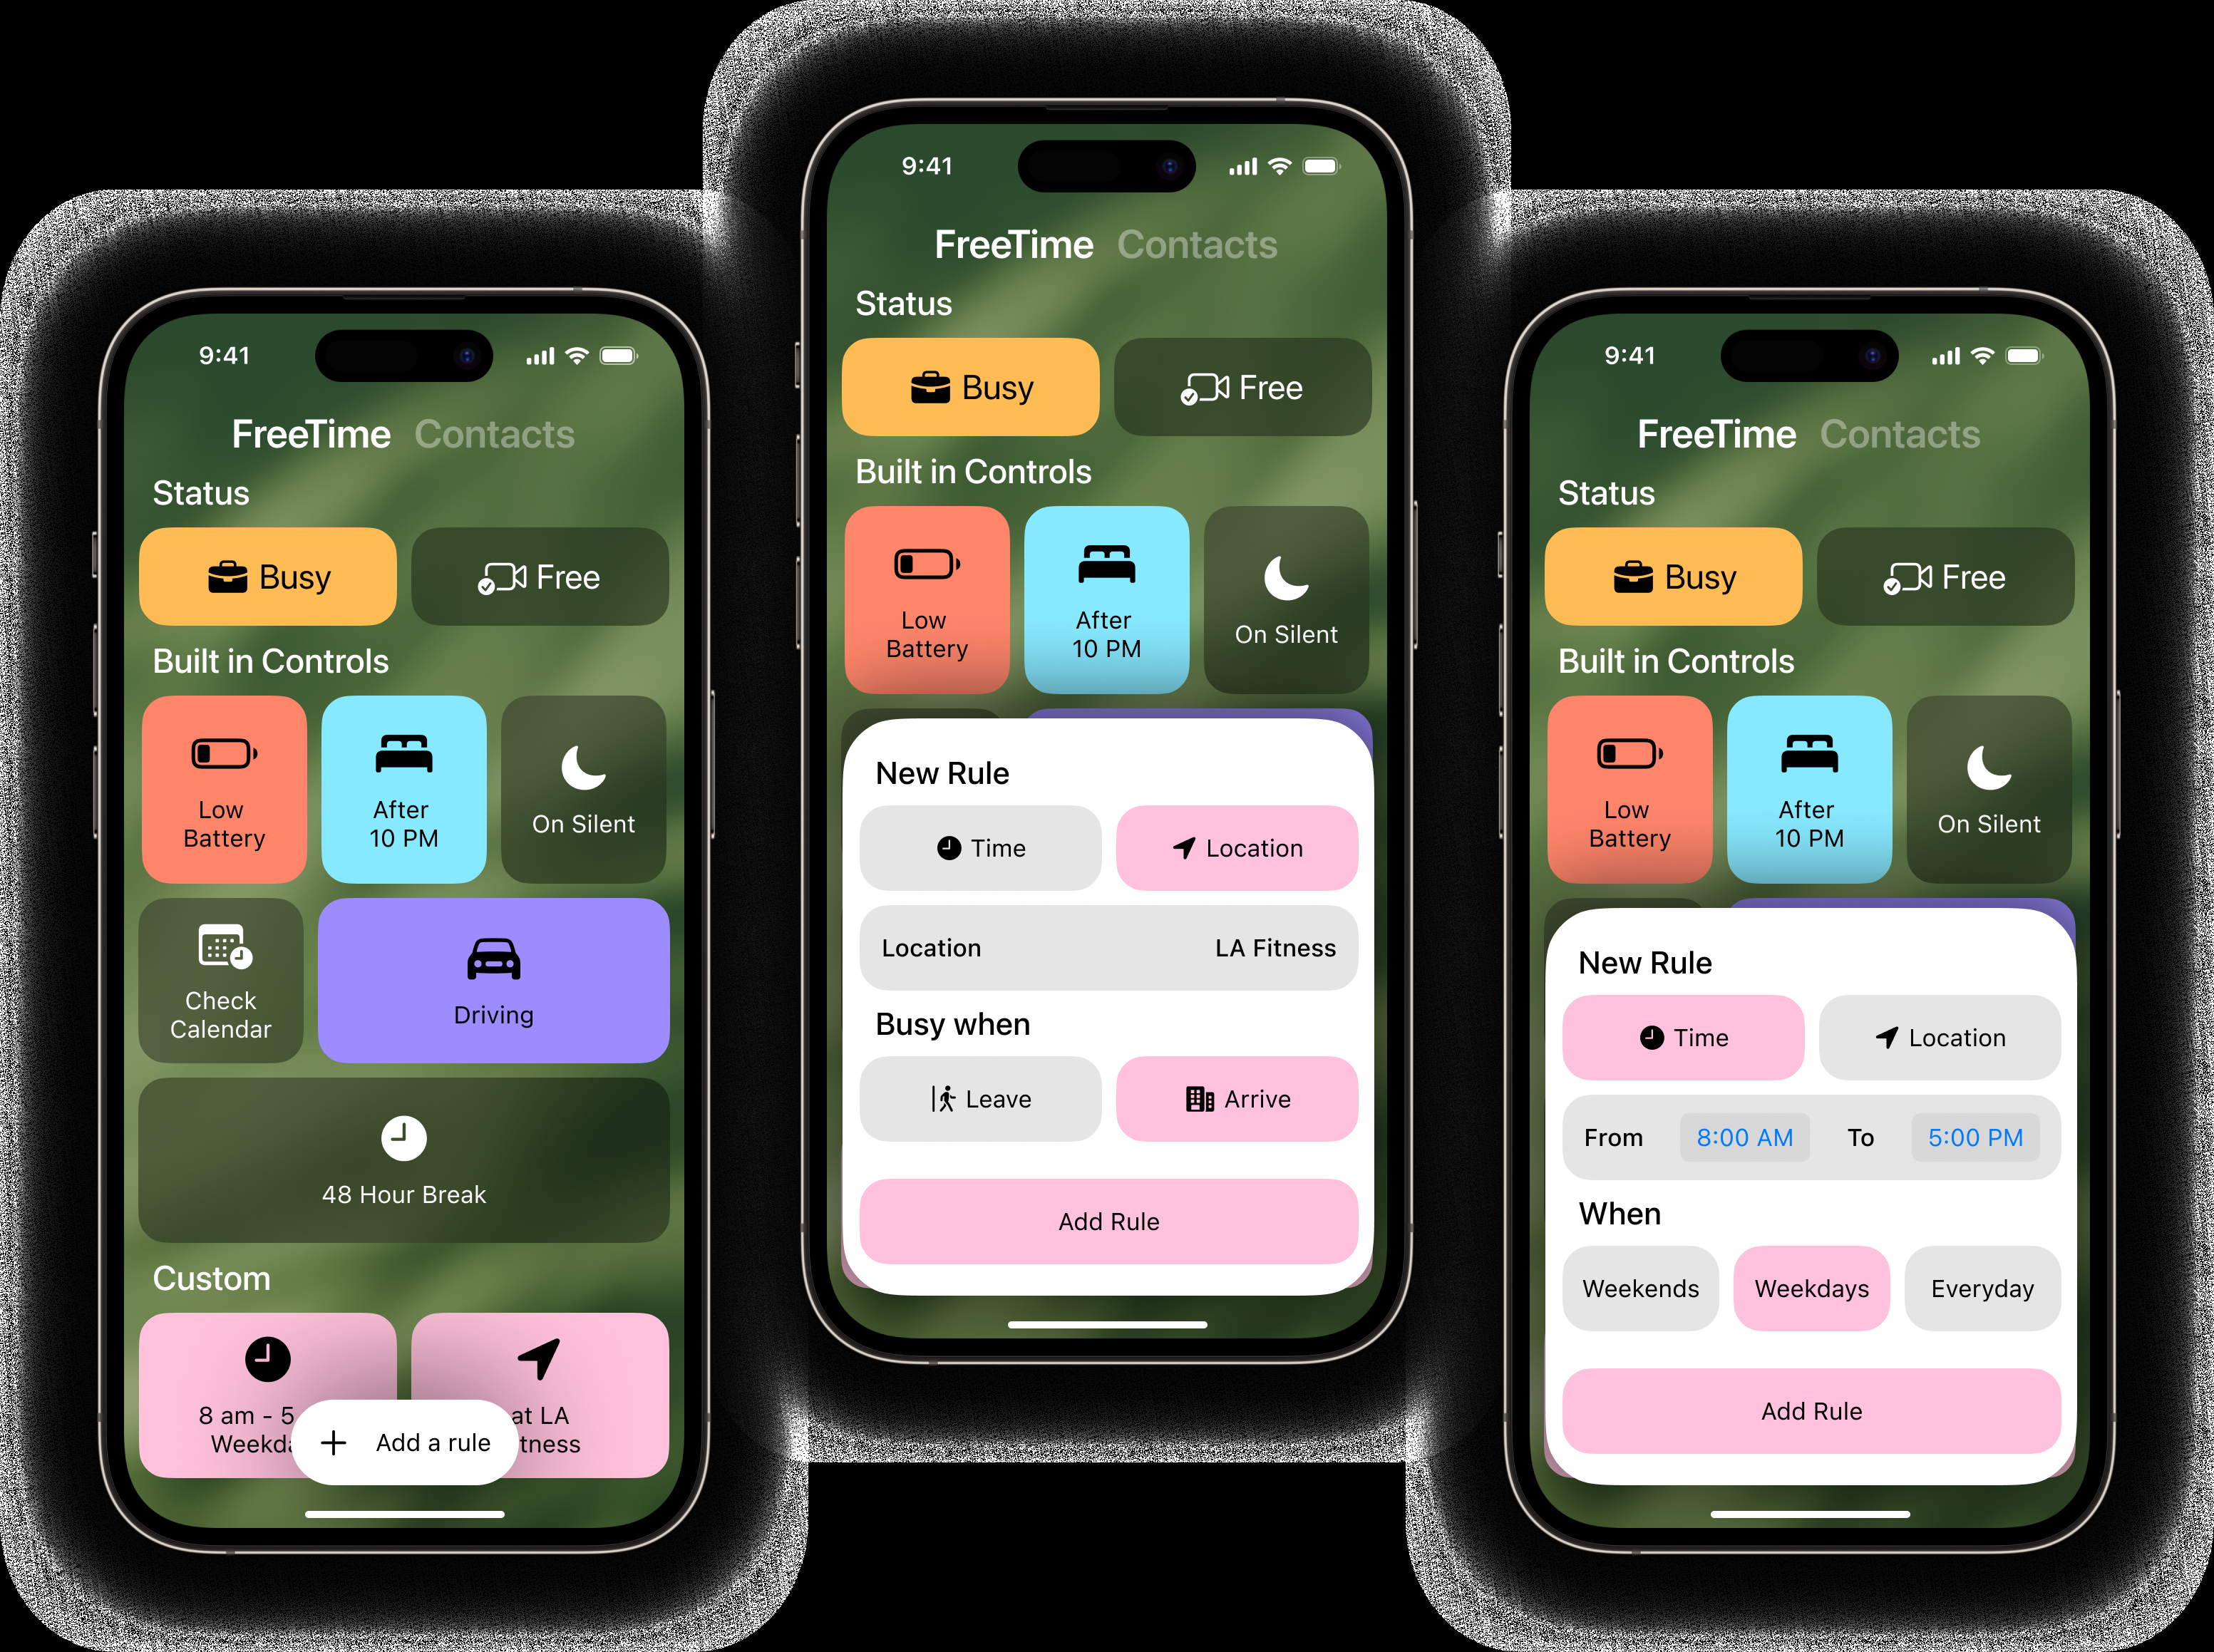 9:41
FreeTime Contacts
Status
Busy
Free
Built in Controls
Low
Battery
After
10 PM
On Silent
Check
Calendar
Driving
48 Hour Break
Custom
8 am - 5
at LA
Add a rule
9:41
FreeTime Contacts
Status
Busy
Free
Built in Controls
Low
Battery
After
10 PM
On Silent
New Rule
Time
Location
Location
LA Fitness
Busy when
Leave
Arrive
Add Rule
9:41
FreeTime Contacts
Status
Busy
Free
Built in Controls
Low
Battery
After
10 PM
On Silent
New Rule
Time
Location
From 8:00 AM To 5:00 PM
When
Weekends
Weekdays
Everyday
Add Rule